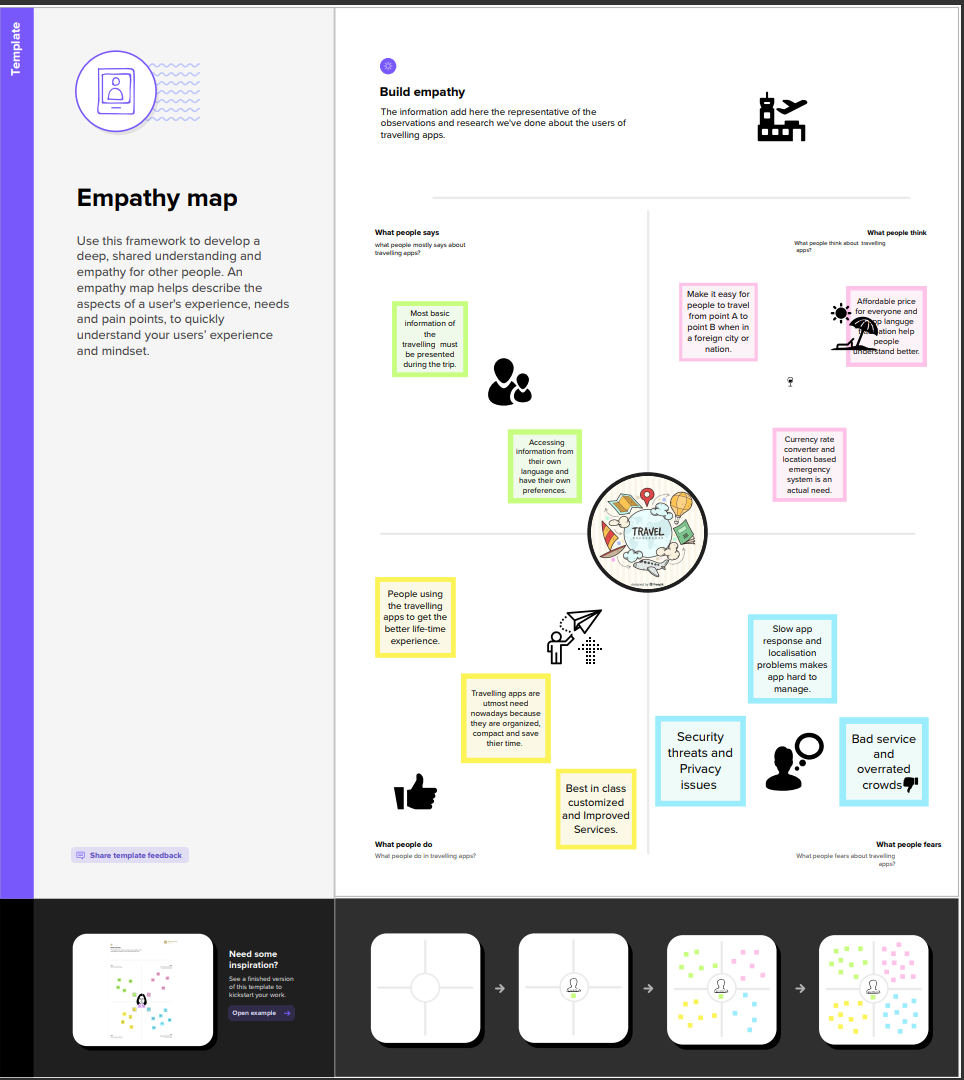 Template
Empathy map
Use this framework to develop a
deep, shared understanding and
empathy for other people. An
empathy map helps describe the
aspects of a user's experience, needs
and pain points, to quickly
understand your users' experience
and mindset.
Share template feedback
Build empathy
The information add here the representative of the
observations and research we've done about the users of
travelling apps.
What people says
what people mostly says about
travelling apps?
What people think
What people think about travelling
apps?
Most basic
information of
the
travelling must
be presented
during the trip.
Accessing
information from
their own
language and
have their own
preferences.
Make it easy for
people to travel
from point A to
point B when in
a foreign city or
nation.
Affordable price
for everyone and
languge
help
people
understand better.
Currency rate
converter and
location based
emergency
system is an
actual need.
TRAVEL
People using
the travelling
apps to get the
better life-time
experience.
Travelling apps are
utmost need
nowadays because
they are organized,
compact and save
thier time.
Best in class
customized
and Improved
Services.
Slow app
response and
localisation
problems makes
app hard to
manage.
Security
threats and
Privacy
issues
Bad service
and
overrated
crowds
What people do
What people do in travelling apps?
What people fears
What people fears about travelling
apps?
Need some
inspiration?
See a finished version
of this template to
kickstart your work.
Open example